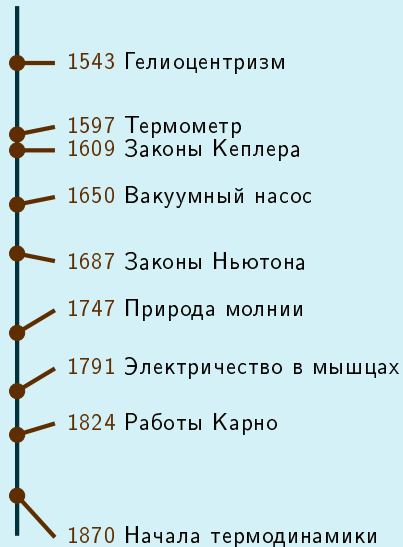 1543 Гелиоцентризм
1597 Термометр
1609 Законы Кеплера
1650 Вакуумный насос
1687 Законы Ньютона
1747 Природа молнии
1791 Электричество в мышцах
1824 Работы Карно
1870 Начала термодинамики